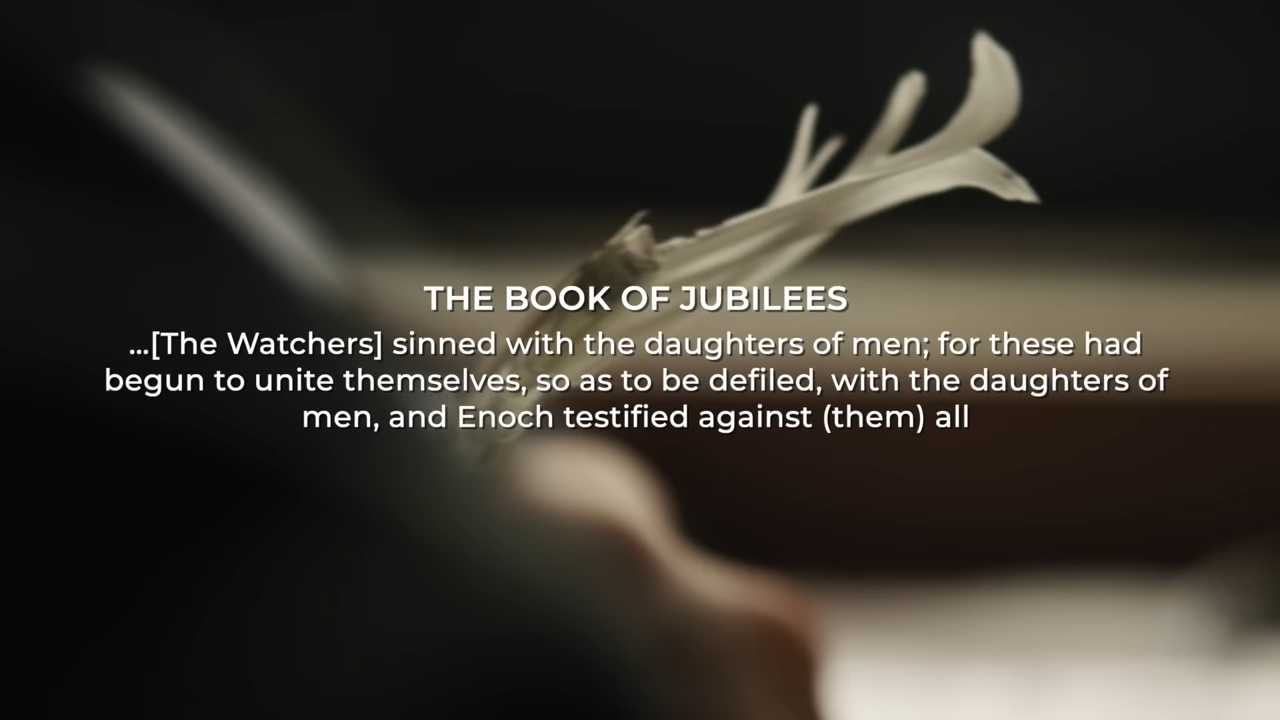 THE BOOK OF JUBILEES
...[The Watchers] sinned with the daughters of men; for these had
begun to unite themselves, so as to be defiled, with the daughters of
men, and Enoch testified against (them) all